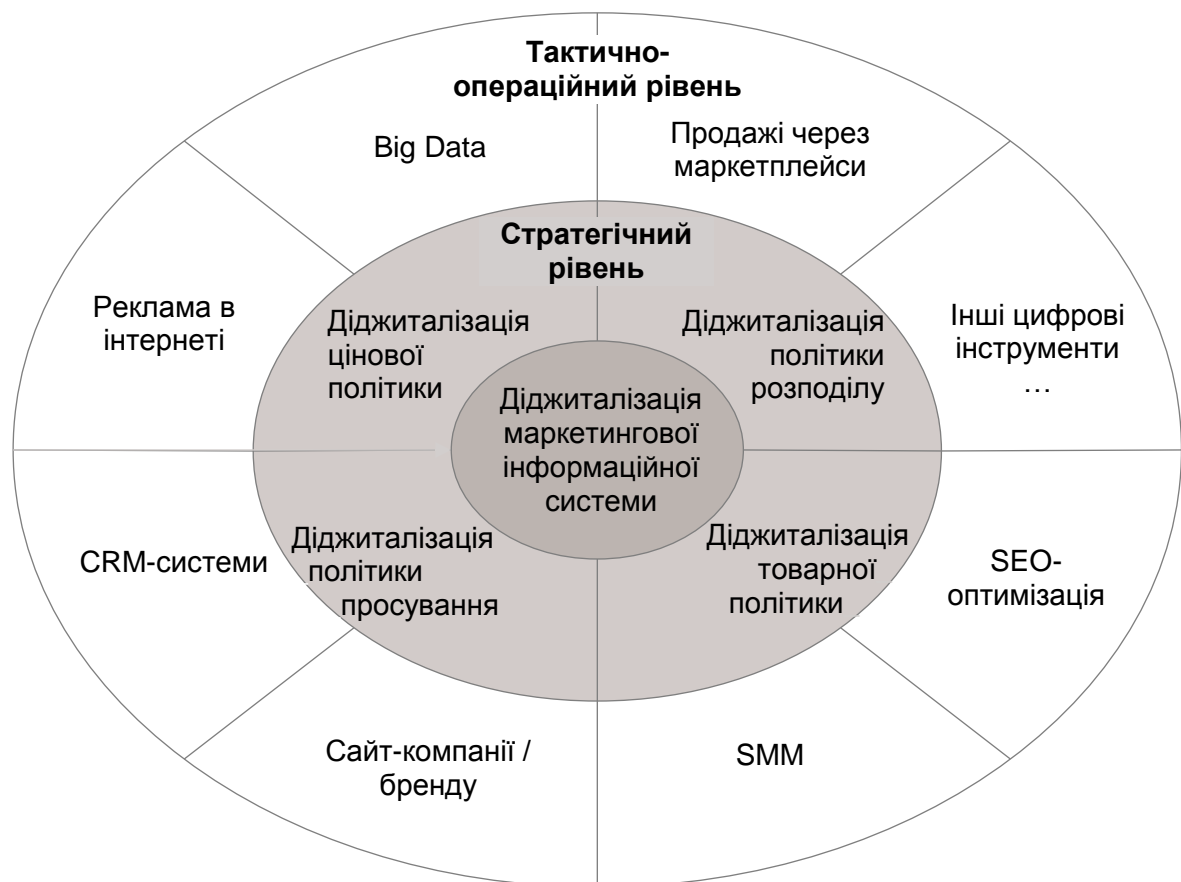 Тактично-
операційний рівень
Big Data
Продажі через
маркетплейси
Стратегічний
рівень
Реклама в
інтернеті
Діджиталізація
цінової
політики
Діджиталізація
політики
розподілу
Інші цифрові
інструменти
…
Діджиталізація
маркетингової
інформаційної
системи
CRM-системи
Діджиталізація
політики
просування
Діджиталізація
товарної
політики
SEO-
оптимізація
Сайт-компанії /
бренду
SMM